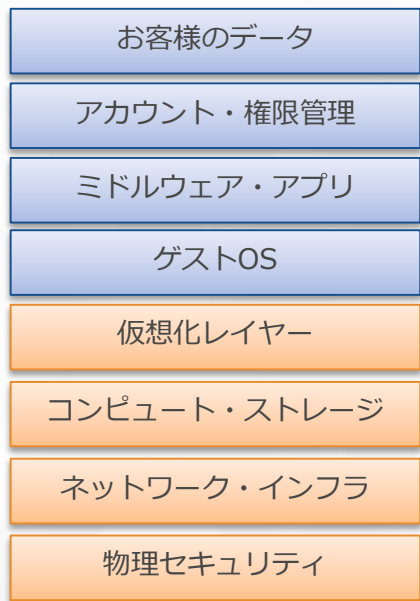 お客様のデータ
アカウント・権限管理
ミドルウェア・アプリ
ゲストOS
仮想化レイヤー
コンピュート・ストレージ
ネットワーク・インフラ
物理セキュリティ